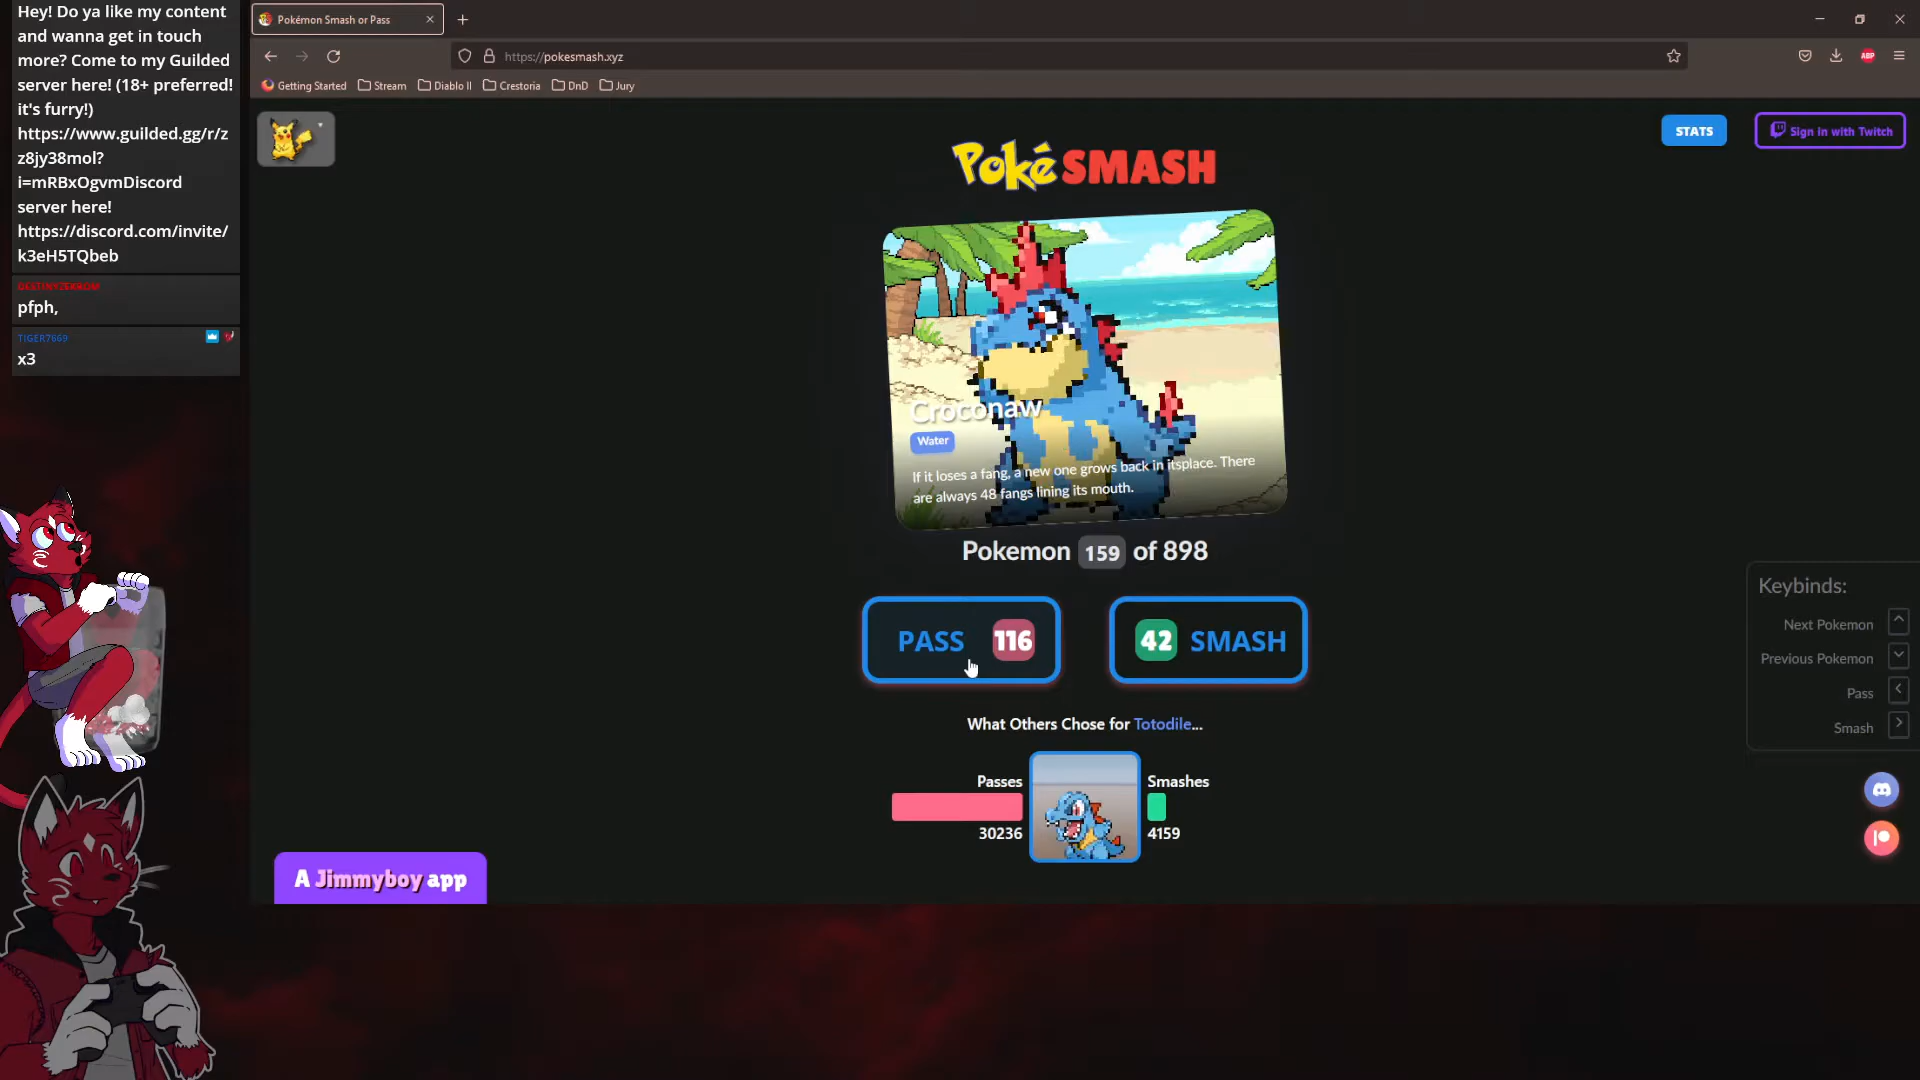 Hey! Do ya like my content
and wanna get in touch
more? Come to my Guilded
server here! (18+ preferred!
it's furry!)
https://www.guilded.gg/r/z
z8jy38mol?
i=mRBxOgvmDiscord
server here!
https://discord.com/invite/
k3eH5TQbeb
DESTINYZERROM
pfph,
TIGER7669
x3
Pokémon Smash or Pass
https://pokesmash.xyz
Getting Started
Stream
Diablo II
Crestoria
DnD
Jury
ABP
STATS
Sign in with Twitch
Poké SMASH
Croconaw
Water
If it loses a fang, a new one grows back in itsplace. There
are always 48 fangs lining its mouth.
Pokemon 159 of 898
PASS 116
42 SMASH
What Others Chose for Totodile...
Passes
30236
Smashes
4159
Keybinds:
Next Pokemon
Previous Pokemon
Pass
Smash
A Jimmyboy app